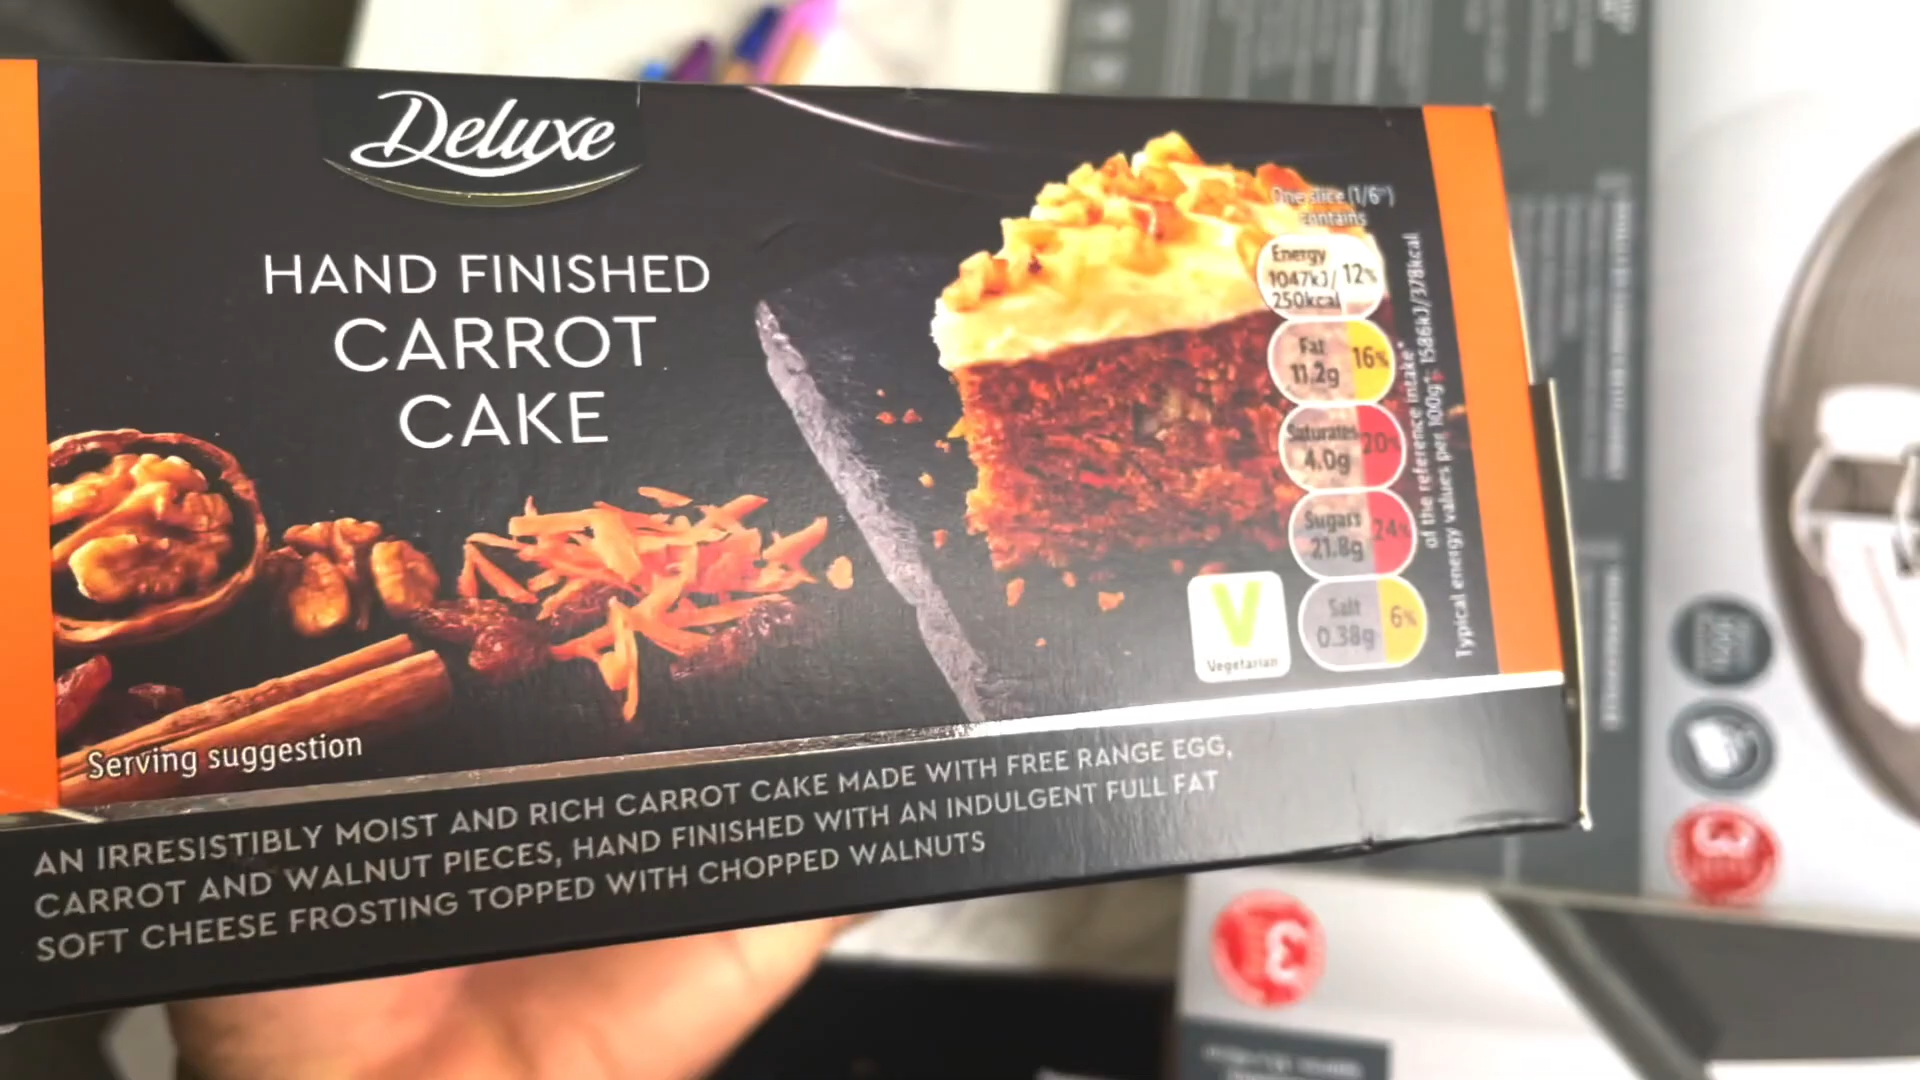 Deluxe
HAND FINISHED
CARROT
CAKE
One slice (1/6*)
contains
Energy
1047kJ/
250kcal
12%
Fat
11.2g
16%
Saturates
4.0g
20%
Sugars
21.8g
24%
Salt
0.38g
6%
of the reference intake*
Typical energy values per 100g: 1586kJ/378kcal
V
Vegetarian
Serving suggestion
AN IRRESISTIBLY MOIST AND RICH CARROT CAKE MADE WITH FREE RANGE EGG,
CARROT AND WALNUT PIECES, HAND FINISHED WITH AN INDULGENT FULL FAT
SOFT CHEESE FROSTING TOPPED WITH CHOPPED WALNUTS
3
3